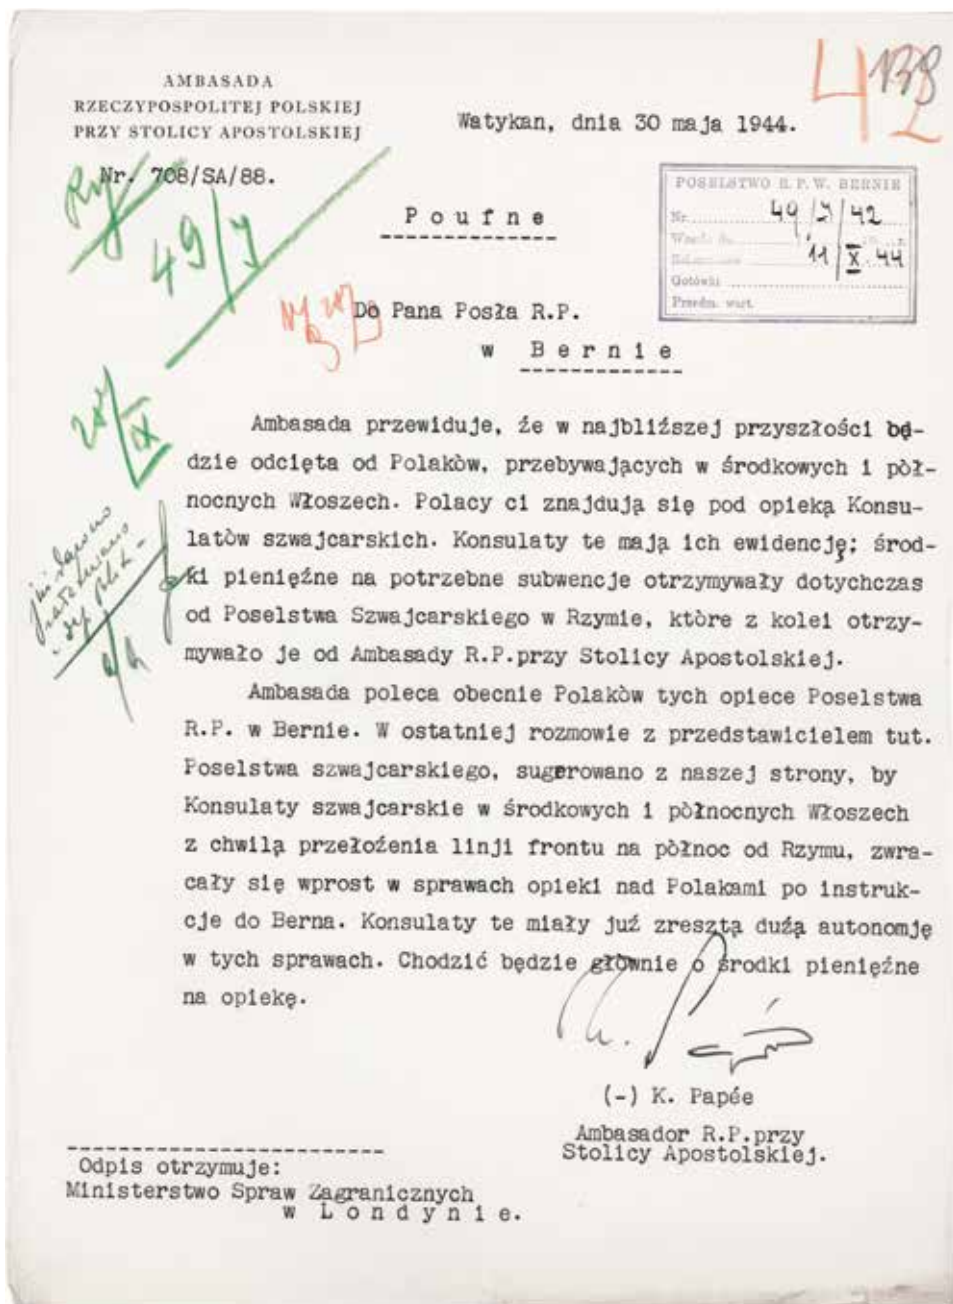 AMBASADA
RZECZYPOSPOLITEJ POLSKIEJ
PRZY STOLICY APOSTOLSKIEJ
Watykan, dnia 30 maja 1944.
138
42
Nr. 708/SA/88.
49/J
POSELSTWO R. P. W. BERNIE
Nr. 49/J/42
11/X 44
Gotówki
Przedm. wart.
Poufne
Do Pana Posła R.P.
w Bernie
Ambasada przewiduje, że w najbliższej przyszłości bę-
dzie odcięta od Polaków, przebywających w środkowych i pół-
nocnych Włoszech. Polacy ci znajdują się pod opieką Konsu-
latów szwajcarskich. Konsulaty te mają ich ewidencję; środ-
ki pieniężne na potrzebne subwencje otrzymywały dotychczas
od Poselstwa Szwajcarskiego w Rzymie, które z kolei otrzy-
mywało je od Ambasady R.P.przy Stolicy Apostolskiej.
Ambasada poleca obecnie Polaków tych opiece Poselstwa
R.P. w Bernie. W ostatniej rozmowie z przedstawicielem tut.
Poselstwa szwajcarskiego, sugerowano z naszej strony, by
Konsulaty szwajcarskie w środkowych i północnych Włoszech
z chwilą przełożenia linji frontu na północ od Rzymu, zwra-
cały się wprost w sprawach opieki nad Polakami po instruk-
cje do Berna. Konsulaty te miały już zresztą dużą autonomję
w tych sprawach. Chodzić będzie głównie o środki pieniężne
na opiekę.
(-) K. Papée
Ambasador R.P.przy
Stolicy Apostolskiej.
Odpis otrzymuje:
Ministerstwo Spraw Zagranicznych
w Londynie.